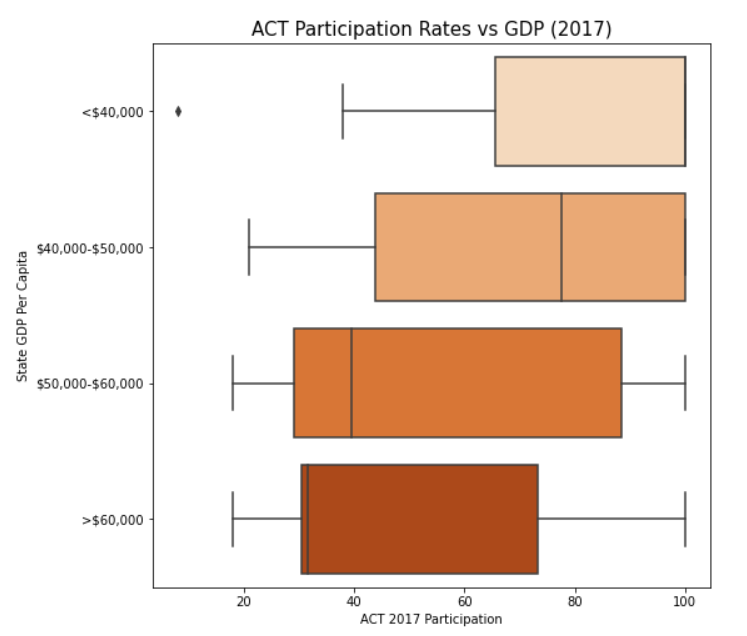 ACT Participation Rates vs GDP (2017)
<$40,000
$40,000-$50,000
$50,000-$60,000
>$60,000
State GDP Per Capita
20 40 60 80 100
ACT 2017 Participation